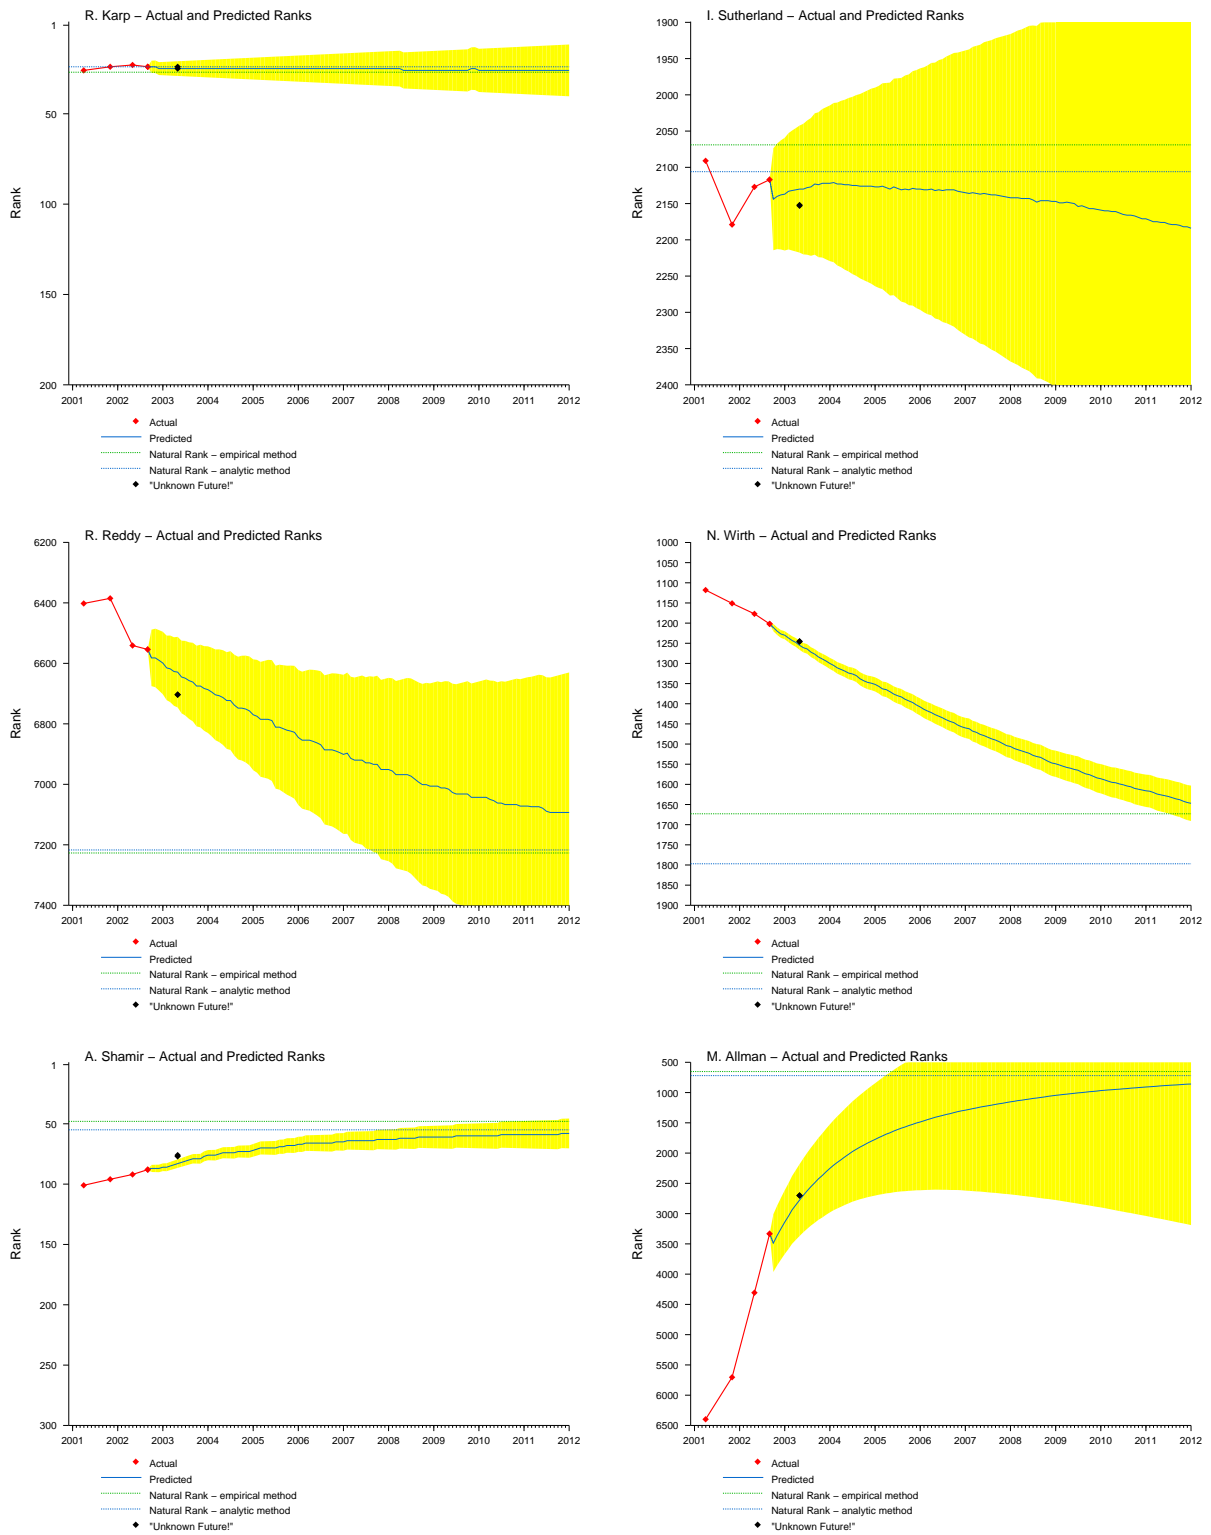 R. Karp – Actual and Predicted Ranks
1
50
100
150
200
Rank
2001 2002 2003 2004 2005 2006 2007 2008 2009 2010 2011 2012
Actual
Predicted
Natural Rank – empirical method
Natural Rank – analytic method
"Unknown Future!"
I. Sutherland – Actual and Predicted Ranks
1900
1950
2000
2050
2100
2150
2200
2250
2300
2350
2400
Rank
2001 2002 2003 2004 2005 2006 2007 2008 2009 2010 2011 2012
Actual
Predicted
Natural Rank – empirical method
Natural Rank – analytic method
"Unknown Future!"
R. Reddy – Actual and Predicted Ranks
6200
6400
6600
6800
7000
7200
7400
Rank
2001 2002 2003 2004 2005 2006 2007 2008 2009 2010 2011 2012
Actual
Predicted
Natural Rank – empirical method
Natural Rank – analytic method
"Unknown Future!"
N. Wirth – Actual and Predicted Ranks
1000
1050
1100
1150
1200
1250
1300
1350
1400
1450
1500
1550
1600
1650
1700
1750
1800
1850
1900
Rank
2001 2002 2003 2004 2005 2006 2007 2008 2009 2010 2011 2012
Actual
Predicted
Natural Rank – empirical method
Natural Rank – analytic method
"Unknown Future!"
A. Shamir – Actual and Predicted Ranks
1
50
100
150
200
250
300
Rank
2001 2002 2003 2004 2005 2006 2007 2008 2009 2010 2011 2012
Actual
Predicted
Natural Rank – empirical method
Natural Rank – analytic method
"Unknown Future!"
M. Allman – Actual and Predicted Ranks
500
1000
1500
2000
2500
3000
3500
4000
4500
5000
5500
6000
6500
Rank
2001 2002 2003 2004 2005 2006 2007 2008 2009 2010 2011 2012
Actual
Predicted
Natural Rank – empirical method
Natural Rank – analytic method
"Unknown Future!"